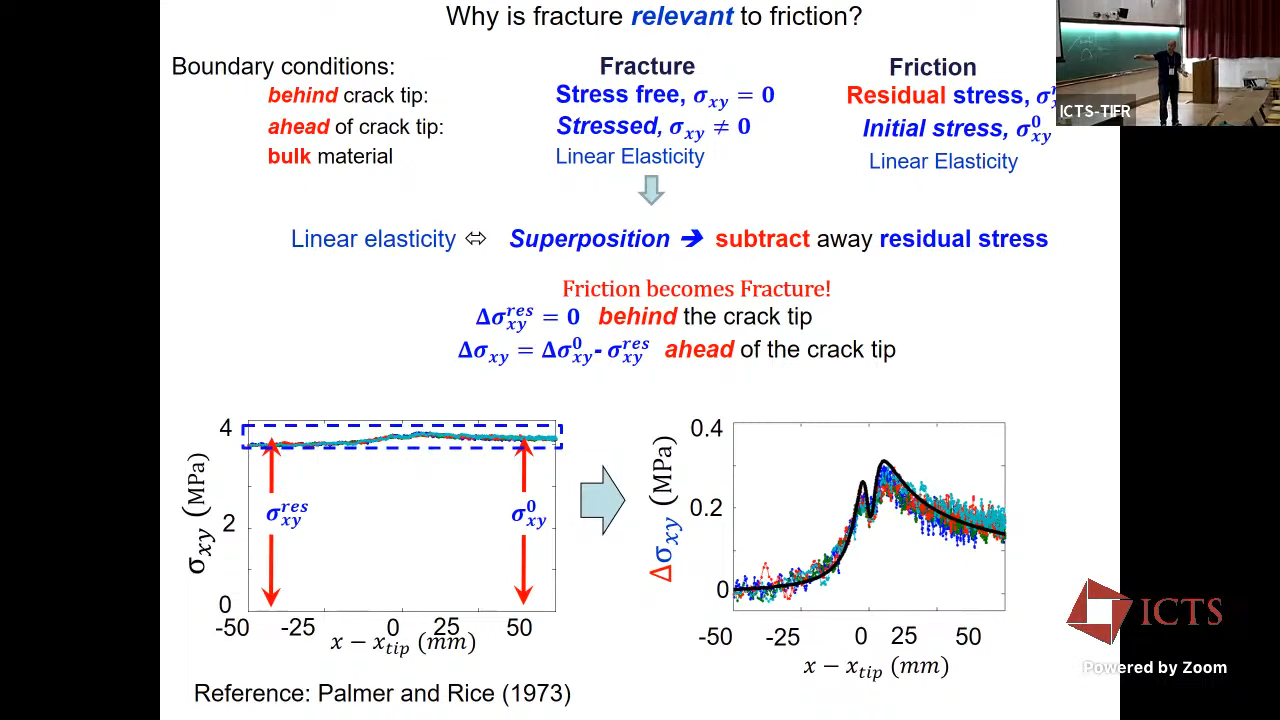 Why is fracture relevant to friction?
Boundary conditions:
Fracture
Friction
behind crack tip:
Stress free, σxy = 0
Residual stress,
ahead of crack tip:
Stressed, σxy ≠ 0
Initial stress, σ⁰xy
bulk material
Linear Elasticity
Linear Elasticity
ICTS-TIFR
Linear elasticity ⇔ Superposition ➔ subtract away residual stress
Friction becomes Fracture!
Δσ^res_xy = 0 behind the crack tip
Δσxy = Δσ⁰xy - σ^res_xy ahead of the crack tip
4
2
0
σxy (MPa)
σ^res_xy
σ⁰xy
-50 -25 0 25 50
x − xtip (mm)
0.4
0.2
0
Δσxy (MPa)
-50 -25 0 25 50
x − xtip (mm)
Reference: Palmer and Rice (1973)
ICTS
Powered by Zoom